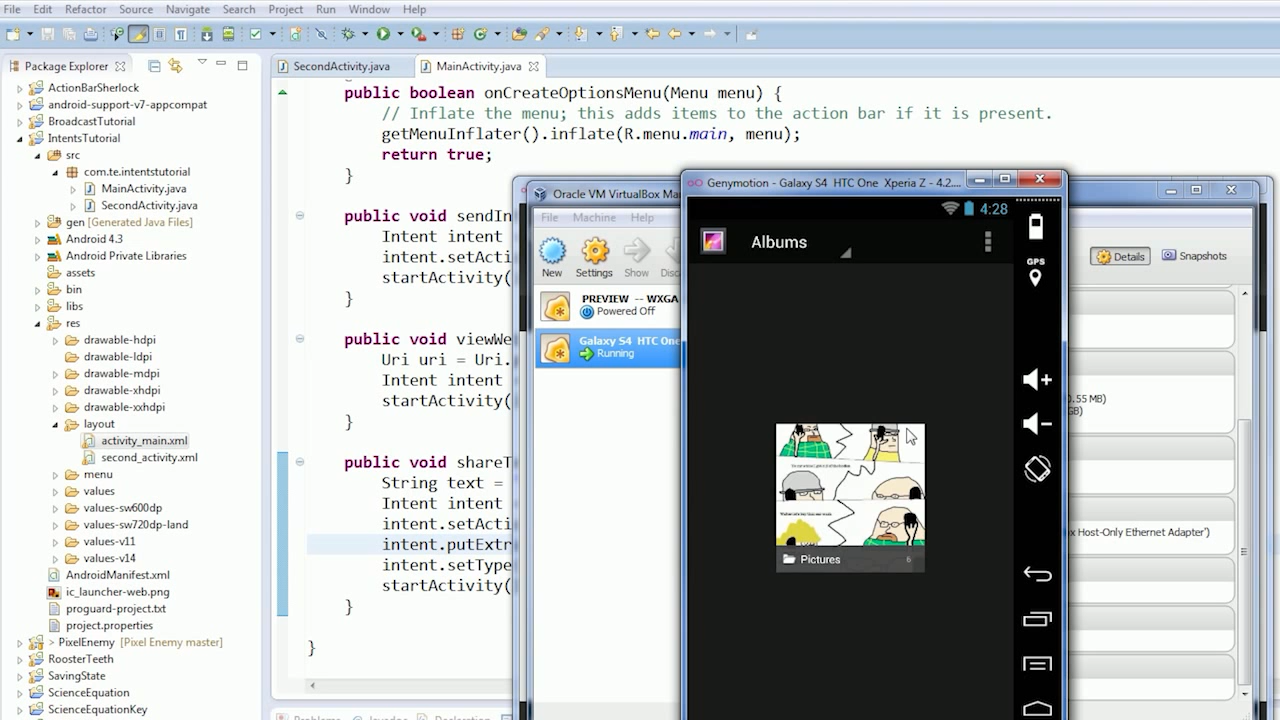 File Edit Refactor Source Navigate Search Project Run Window Help
Package Explorer
SecondActivity.java
MainActivity.java
ActionBarSherlock
android-support-v7-appcompat
BroadcastTutorial
IntentsTutorial
src
com.te.intentstutorial
MainActivity.java
SecondActivity.java
gen [Generated Java Files]
Android 4.3
Android Private Libraries
assets
bin
libs
res
drawable-hdpi
drawable-ldpi
drawable-mdpi
drawable-xhdpi
drawable-xxhdpi
layout
activity_main.xml
second_activity.xml
menu
values
values-sw600dp
values-sw720dp-land
values-v11
values-v14
AndroidManifest.xml
ic_launcher-web.png
proguard-project.txt
project.properties
> PixelEnemy [Pixel Enemy master]
RoosterTeeth
SavingState
ScienceEquation
ScienceEquationKey
public boolean onCreateOptionsMenu(Menu menu) {
// Inflate the menu; this adds items to the action bar if it is present.
getMenuInflater().inflate(R.menu.main, menu);
return true;
}
public void sendIn
Intent intent
intent.setActi
startActivity(
}
public void viewWe
Uri uri = Uri.
Intent intent
startActivity(
}
public void shareT
String text =
Intent intent
intent.setActi
intent.putExtr
intent.setType
startActivity(
}
}
Oracle VM VirtualBox Ma
File Machine Help
New Settings Show Disc
PREVIEW -- WXGA
Powered Off
Galaxy S4 HTC One
Running
Genymotion - Galaxy S4 HTC One Xperia Z - 4.2....
4:28
Albums
GPS
Pictures 6
Details
Snapshots
0.55 MB)
GB)
x Host-Only Ethernet Adapter')
Problems Javadoc Declaration